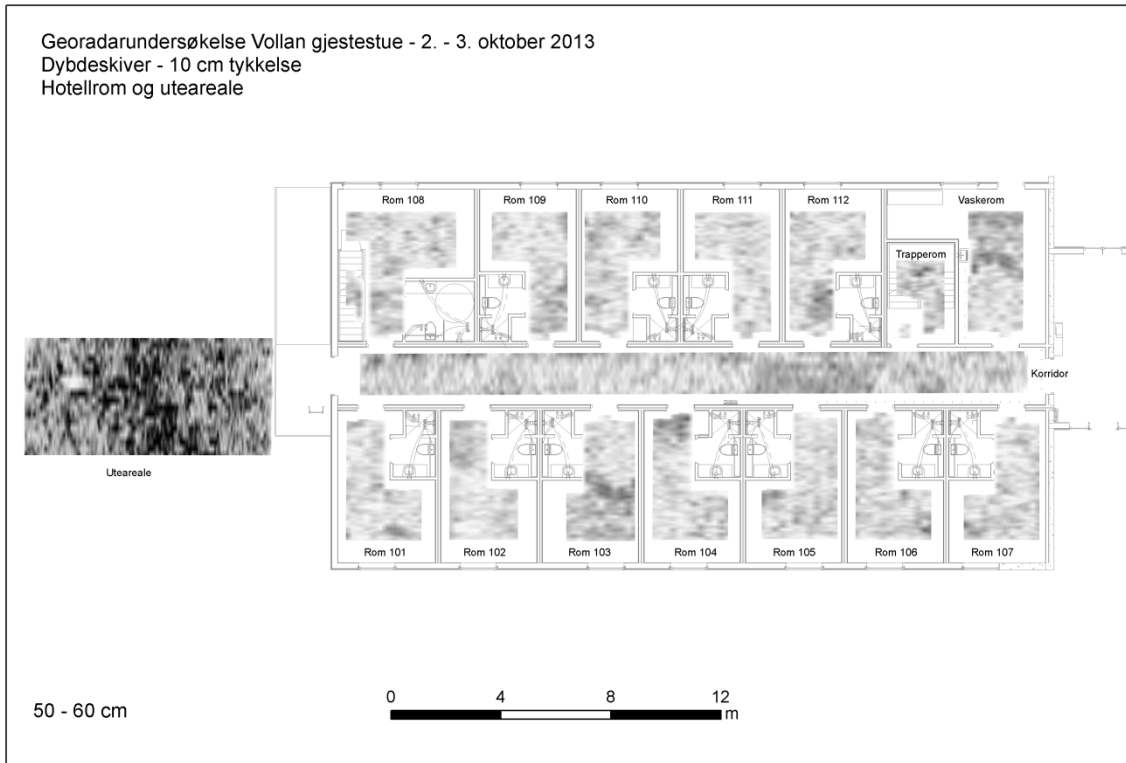 Georadarundersøkelse Vollan gjestestue - 2. - 3. oktober 2013
Dybdeskiver - 10 cm tykkelse
Hotellrom og uteareale
Rom 108
Rom 109
Rom 110
Rom 111
Rom 112
Vaskerom
Trapperom
Korridor
Uteareale
Rom 101
Rom 102
Rom 103
Rom 104
Rom 105
Rom 106
Rom 107
50 - 60 cm
0 4 8 12
m